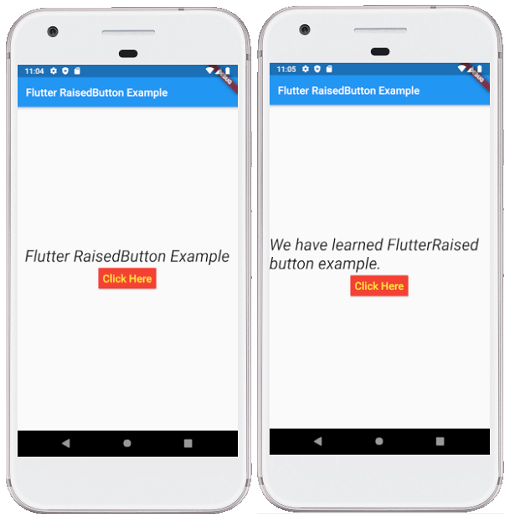 11:04
Flutter RaisedButton Example
Flutter RaisedButton Example
Click Here
11:05
Flutter RaisedButton Example
We have learned FlutterRaised
button example.
Click Here